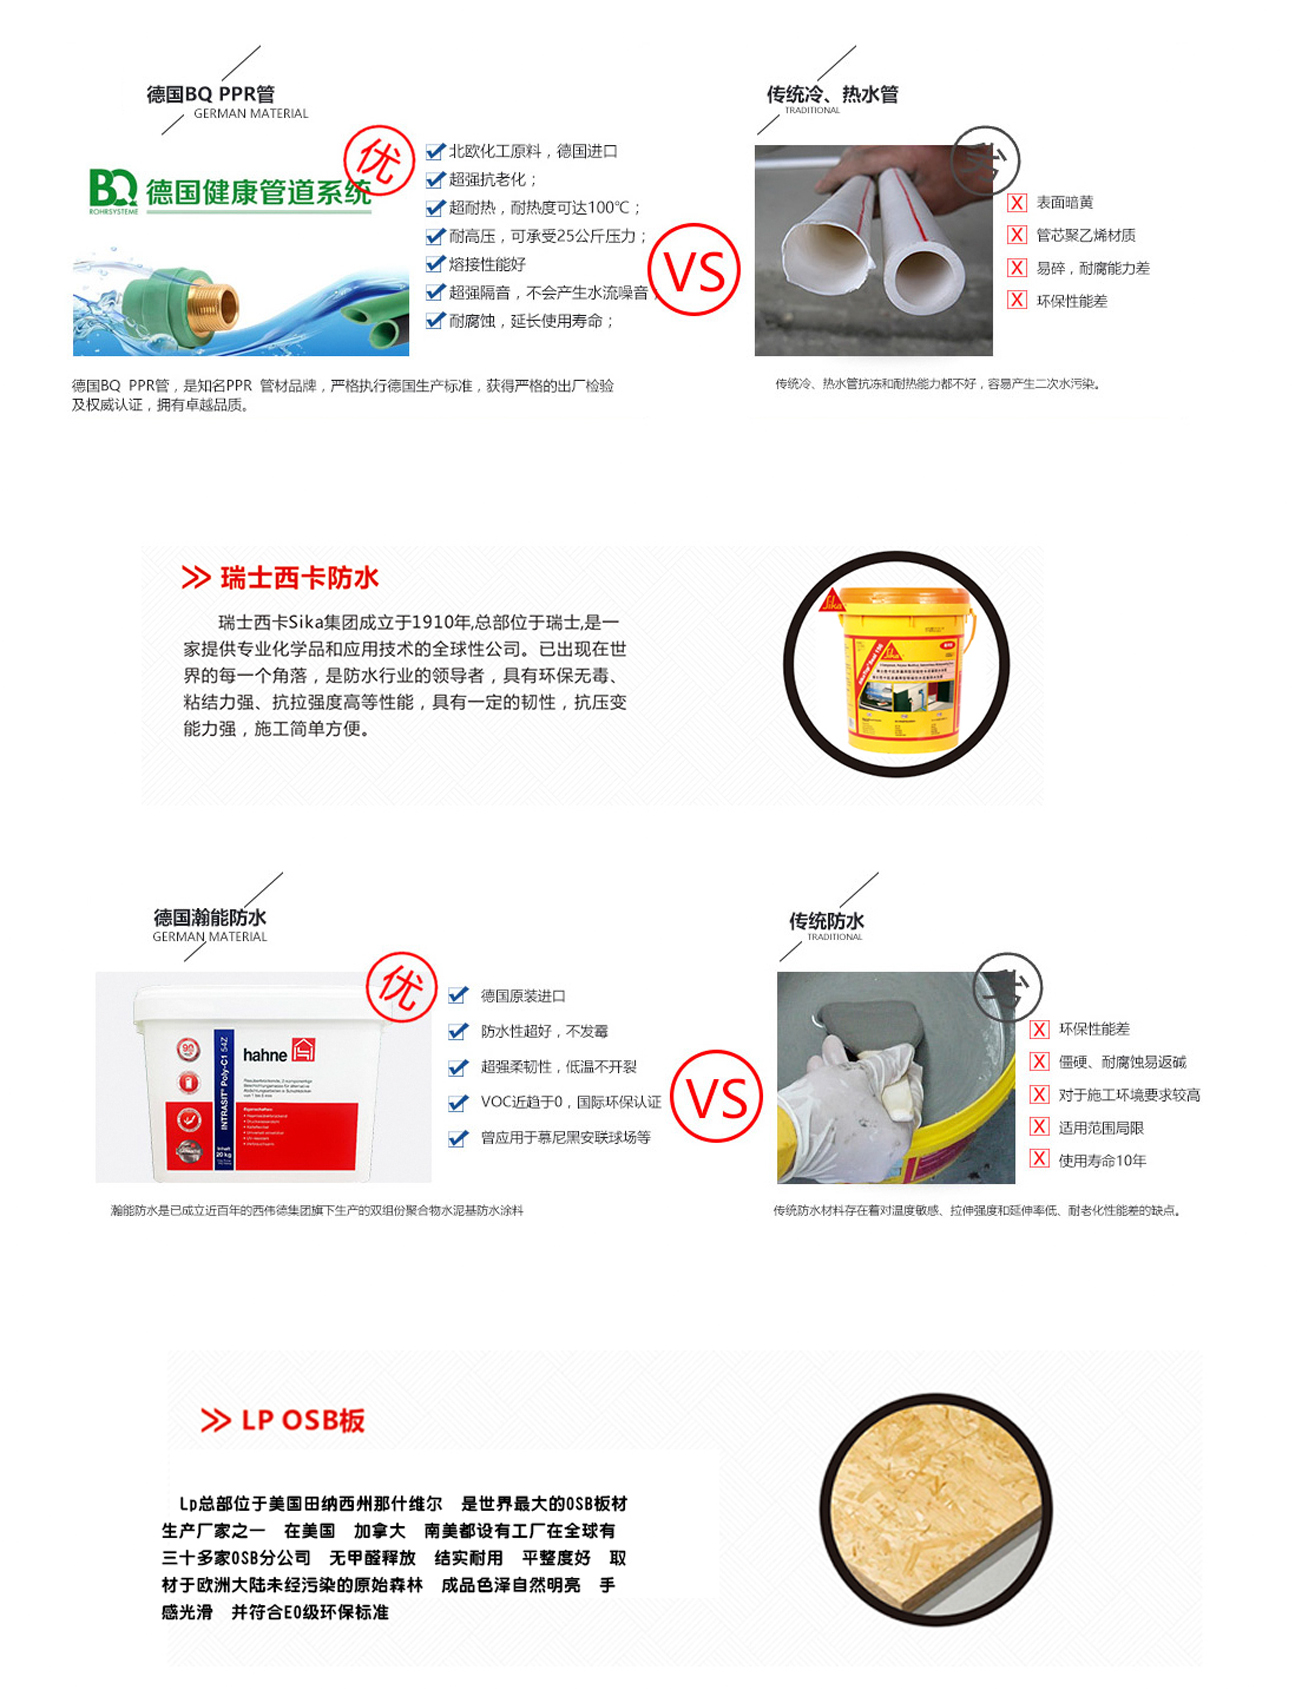 德国BQ PPR管
GERMAN MATERIAL
优
BQ 德国健康管道系统
ROHRSYSTEME
北欧化工原料，德国进口
超强抗老化；
超耐热，耐热度可达100℃；
耐高压，可承受25公斤压力；
熔接性能好
超强隔音，不会产生水流噪音；
耐腐蚀，延长使用寿命；
德国BQ PPR管，是知名PPR 管材品牌，严格执行德国生产标准，获得严格的出厂检验
及权威认证，拥有卓越品质。
VS
传统冷、热水管
TRADITIONAL
劣
表面暗黄
管芯聚乙烯材质
易碎，耐腐能力差
环保性能差
传统冷、热水管抗冻和耐热能力都不好，容易产生二次水污染。
瑞士西卡防水
瑞士西卡Sika集团成立于1910年,总部位于瑞士,是一
家提供专业化学品和应用技术的全球性公司。已出现在世
界的每一个角落，是防水行业的领导者，具有环保无毒、
粘结力强、抗拉强度高等性能，具有一定的韧性，抗压变
能力强，施工简单方便。
Sika
德国瀚能防水
GERMAN MATERIAL
优
hahne
INTRASIT® Poly-C1 54Z
Eigenschaften:
Inhalt
20 kg
德国原装进口
防水性超好，不发霉
超强柔韧性，低温不开裂
VOC近趋于0，国际环保认证
曾应用于慕尼黑安联球场等
瀚能防水是已成立近百年的西伟德集团旗下生产的双组份聚合物水泥基防水涂料
VS
传统防水
TRADITIONAL
劣
环保性能差
僵硬、耐腐蚀易返碱
对于施工环境要求较高
适用范围局限
使用寿命10年
传统防水材料存在着对温度敏感、拉伸强度和延伸率低、耐老化性能差的缺点。
LP OSB板
Lp总部位于美国田纳西州那什维尔 是世界最大的OSB板材
生产厂家之一 在美国 加拿大 南美都设有工厂在全球有
三十多家OSB分公司 无甲醛释放 结实耐用 平整度好 取
材于欧洲大陆未经污染的原始森林 成品色泽自然明亮 手
感光滑 并符合E0级环保标准